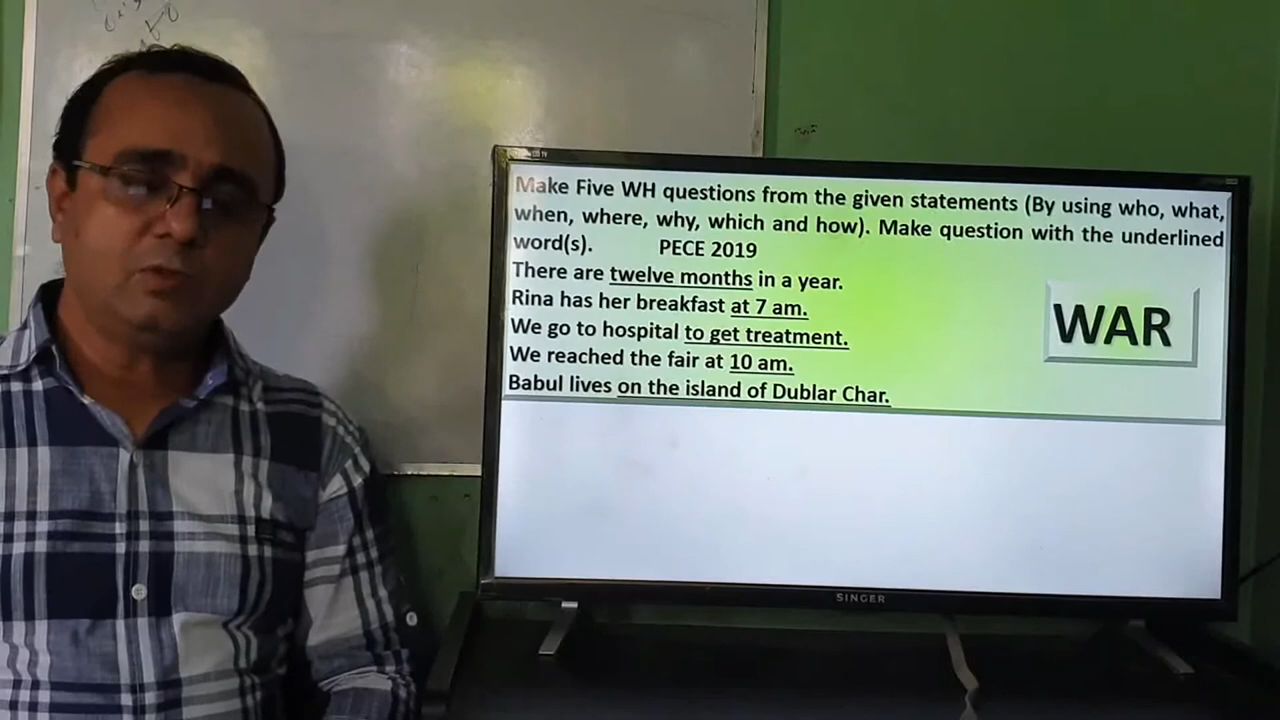 Make Five WH questions from the given statements (By using who, what,
when, where, why, which and how). Make question with the underlined
word(s). PECE 2019
There are twelve months in a year.
Rina has her breakfast at 7 am.
We go to hospital to get treatment.
We reached the fair at 10 am.
Babul lives on the island of Dublar Char.
WAR
SINGER